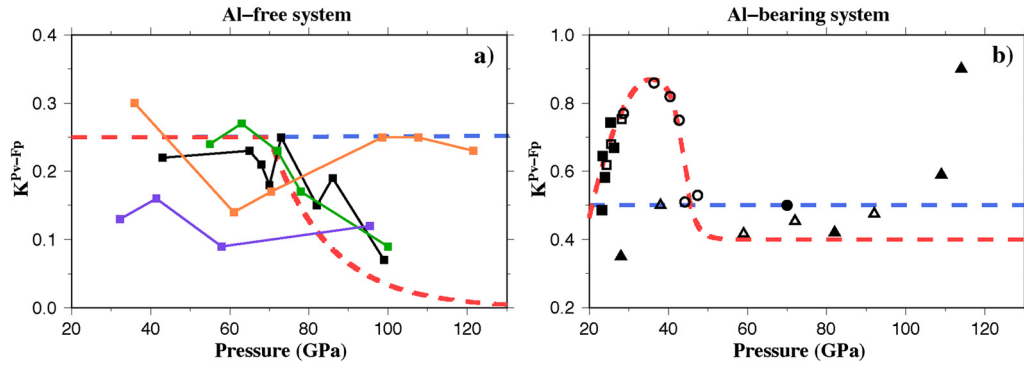 Al−free system
a)
0.4
0.3
0.2
0.1
0.0
K^Pv−Fp
20 40 60 80 100 120
Pressure (GPa)
Al−bearing system
b)
1.0
0.8
0.6
0.4
0.2
K^Pv−Fp
20 40 60 80 100 120
Pressure (GPa)